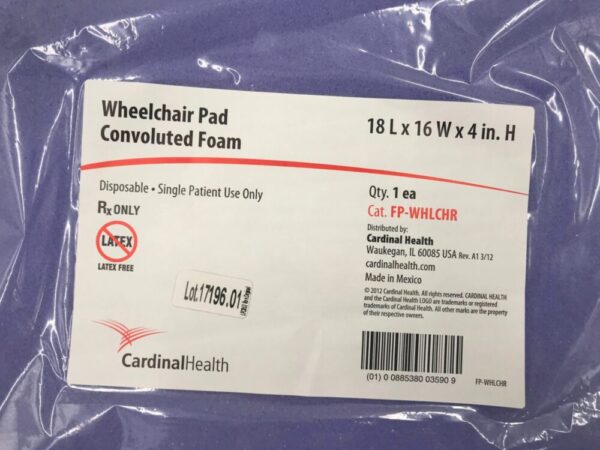 Wheelchair Pad
Convoluted Foam
18 L x 16 W x 4 in. H
Disposable • Single Patient Use Only
Rx ONLY
LATEX
LATEX FREE
Lot.17196.01
CardinalHealth
Qty. 1 ea
Cat. FP-WHLCHR
Distributed by:
Cardinal Health
Waukegan, IL 60085 USA Rev. A1 3/12
cardinalhealth.com
Made in Mexico
© 2012 Cardinal Health. All rights reserved. CARDINAL HEALTH
and the Cardinal Health LOGO are trademarks or registered
trademarks of Cardinal Health. All other marks are the property
of their respective owners.
(01) 0 0885380 03590 9
FP-WHLCHR